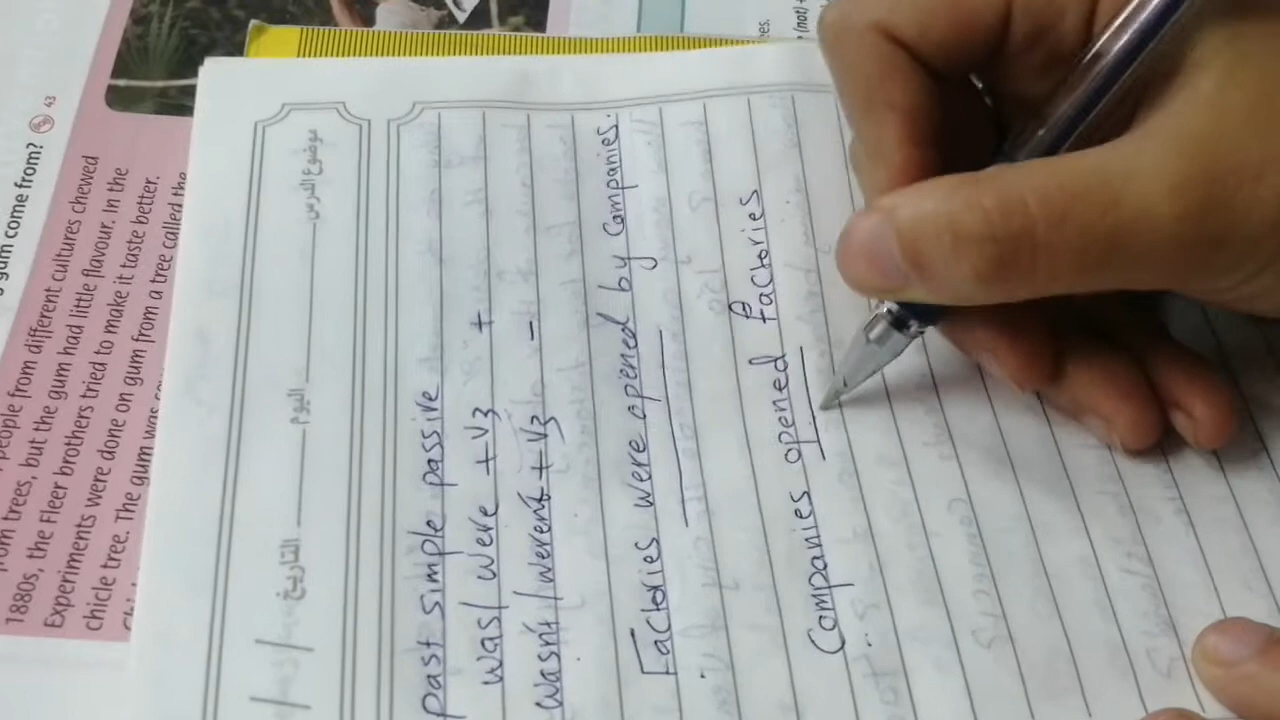 gum come from? 43
from trees, people from different cultures chewed
1880s, but the gum had little flavour. In the
Experiments, the Fleer brothers tried to make it taste better.
chicle tree. were done on gum from a tree called the
The gum was
(not) +
موضوع الدرس اليوم التاريخ / /
past simple passive
was/ were + V3 +
wasn't/weren't + V3 -
Factories were opened by Companies.
Companies opened factories